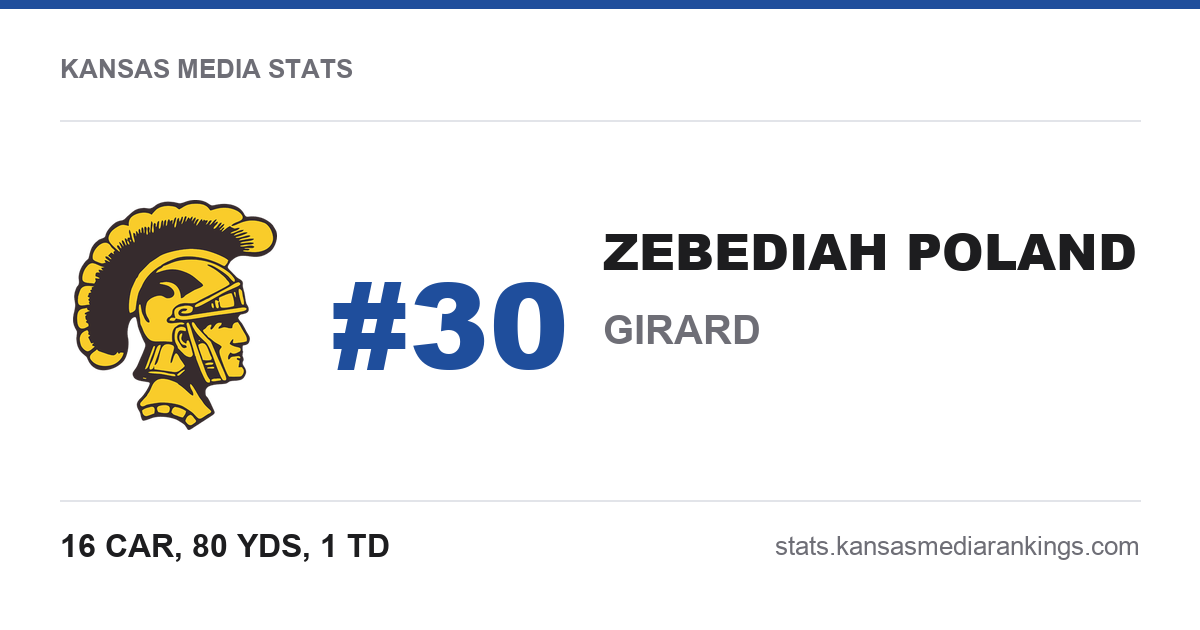 KANSAS MEDIA STATS
#30
ZEBEDIAH POLAND
GIRARD
16 CAR, 80 YDS, 1 TD
stats.kansasmediarankings.com